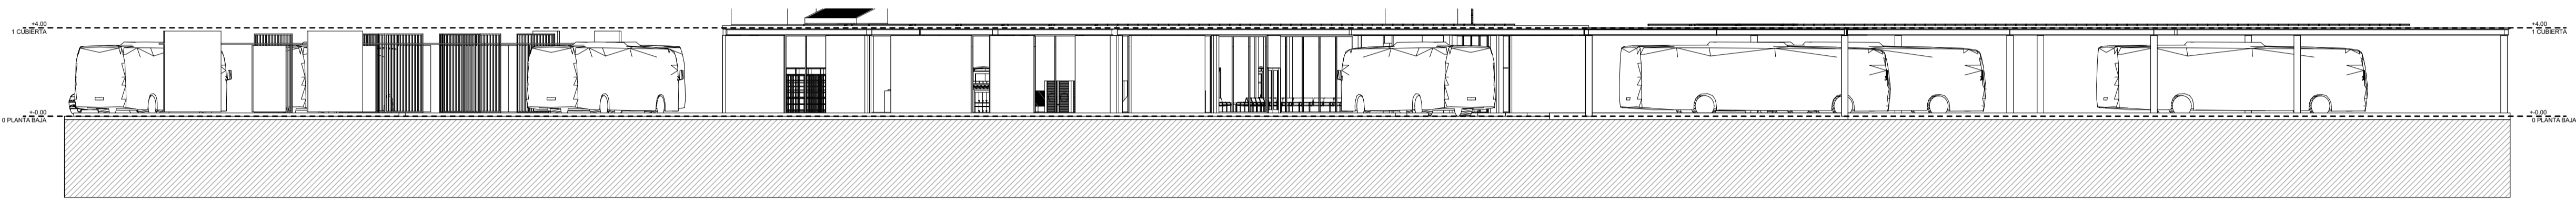 +4.00
1 CUBIERTA
+4.00
1 CUBIERTA
+-0.00
0 PLANTA BAJA
+-0.00
0 PLANTA BAJA